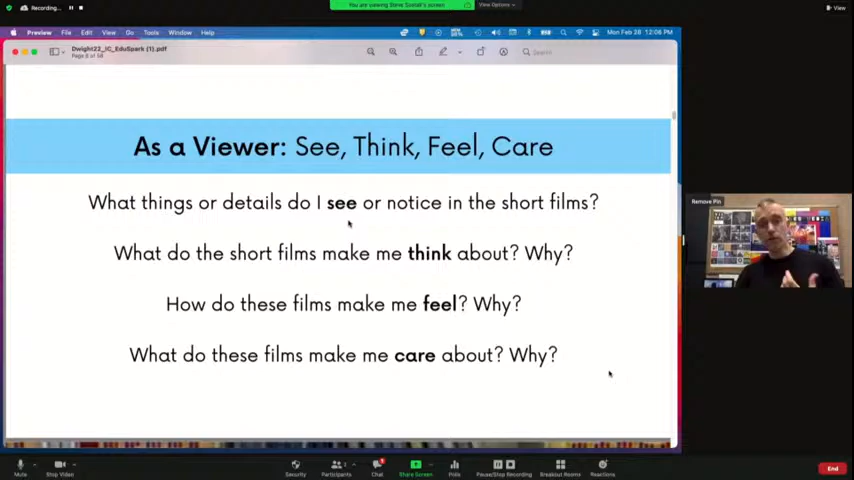 Recording...
You are viewing Steve Sostak's screen
View Options
View
Preview File Edit View Go Tools Window Help
Mon Feb 28 12:06 PM
Dwight22_IC_EduSpark (1).pdf
Page 8 of 58
Search
As a Viewer: See, Think, Feel, Care
What things or details do I see or notice in the short films?
What do the short films make me think about? Why?
How do these films make me feel? Why?
What do these films make me care about? Why?
Remove Pin
Mute
Stop Video
Security
Participants
Chat
Share Screen
Polls
Pause/Stop Recording
Breakout Rooms
Reactions
End